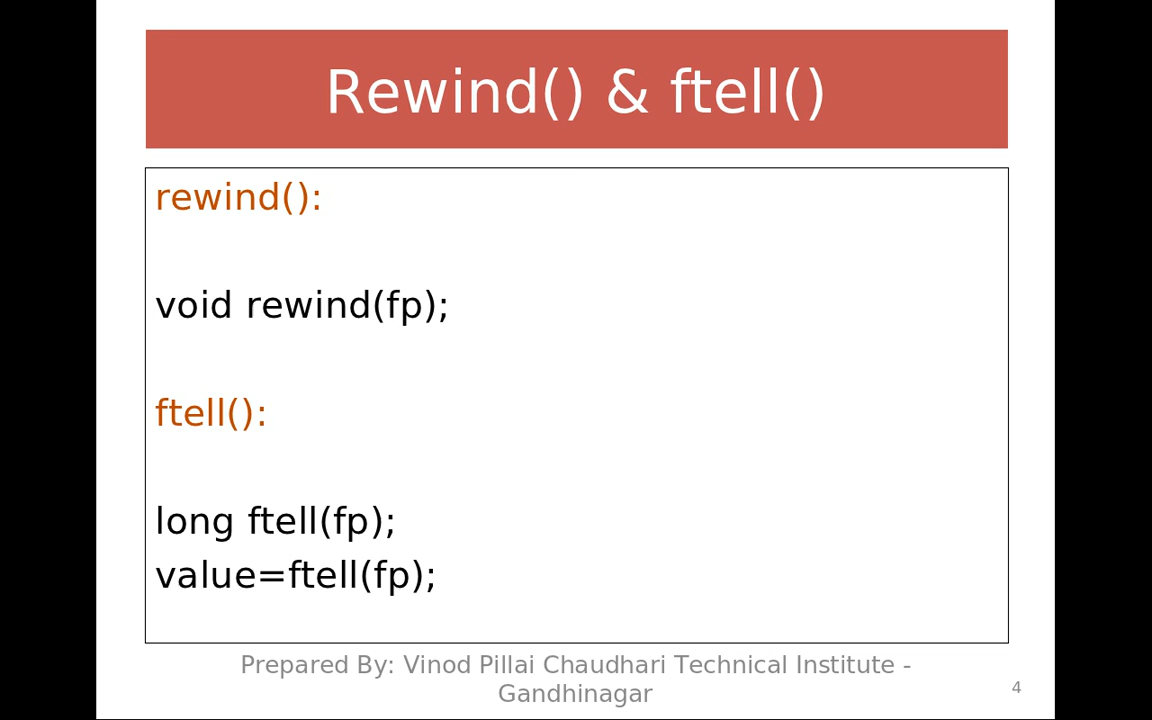 Rewind() & ftell()
rewind():
void rewind(fp);
ftell():
long ftell(fp);
value=ftell(fp);
Prepared By: Vinod Pillai Chaudhari Technical Institute -
Gandhinagar
4